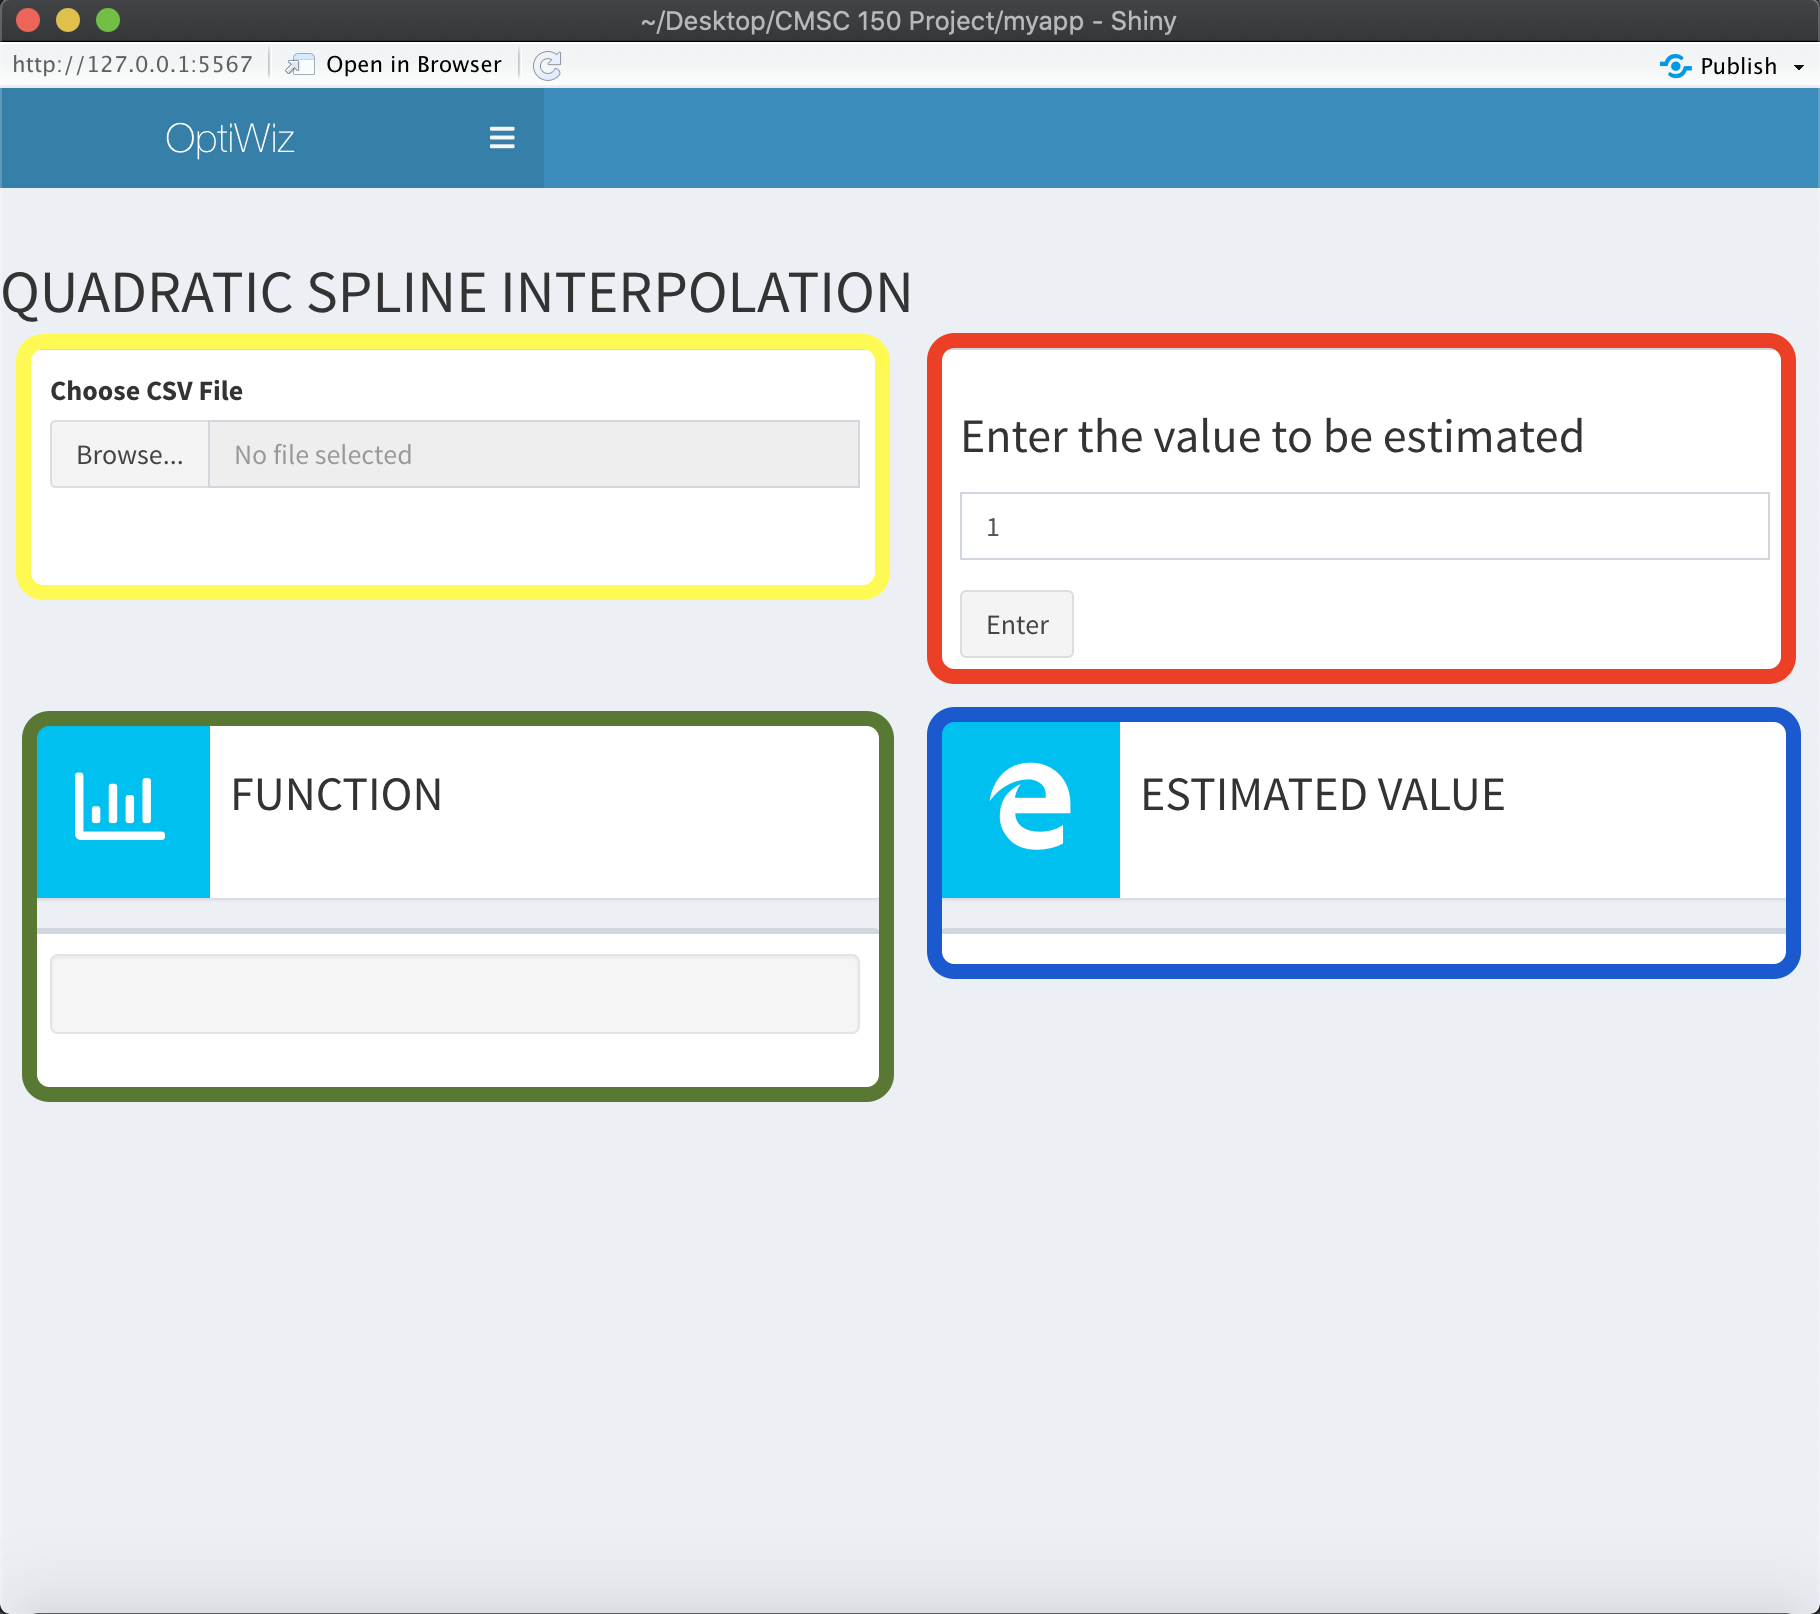 ~/Desktop/CMSC 150 Project/myapp - Shiny
http://127.0.0.1:5567 Open in Browser Publish
OptiWiz
QUADRATIC SPLINE INTERPOLATION
Choose CSV File
Browse... No file selected
Enter the value to be estimated
1
Enter
FUNCTION
ESTIMATED VALUE